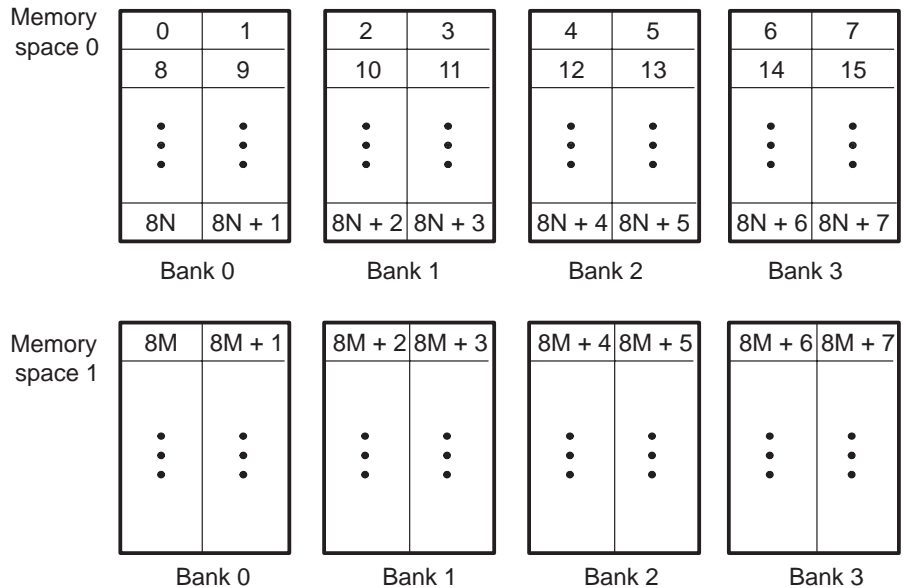 Memory
space 0
0 1 2 3 4 5 6 7
8 9 10 11 12 13 14 15
8N 8N + 1 8N + 2 8N + 3 8N + 4 8N + 5 8N + 6 8N + 7
Bank 0 Bank 1 Bank 2 Bank 3
Memory
space 1
8M 8M + 1 8M + 2 8M + 3 8M + 4 8M + 5 8M + 6 8M + 7
Bank 0 Bank 1 Bank 2 Bank 3